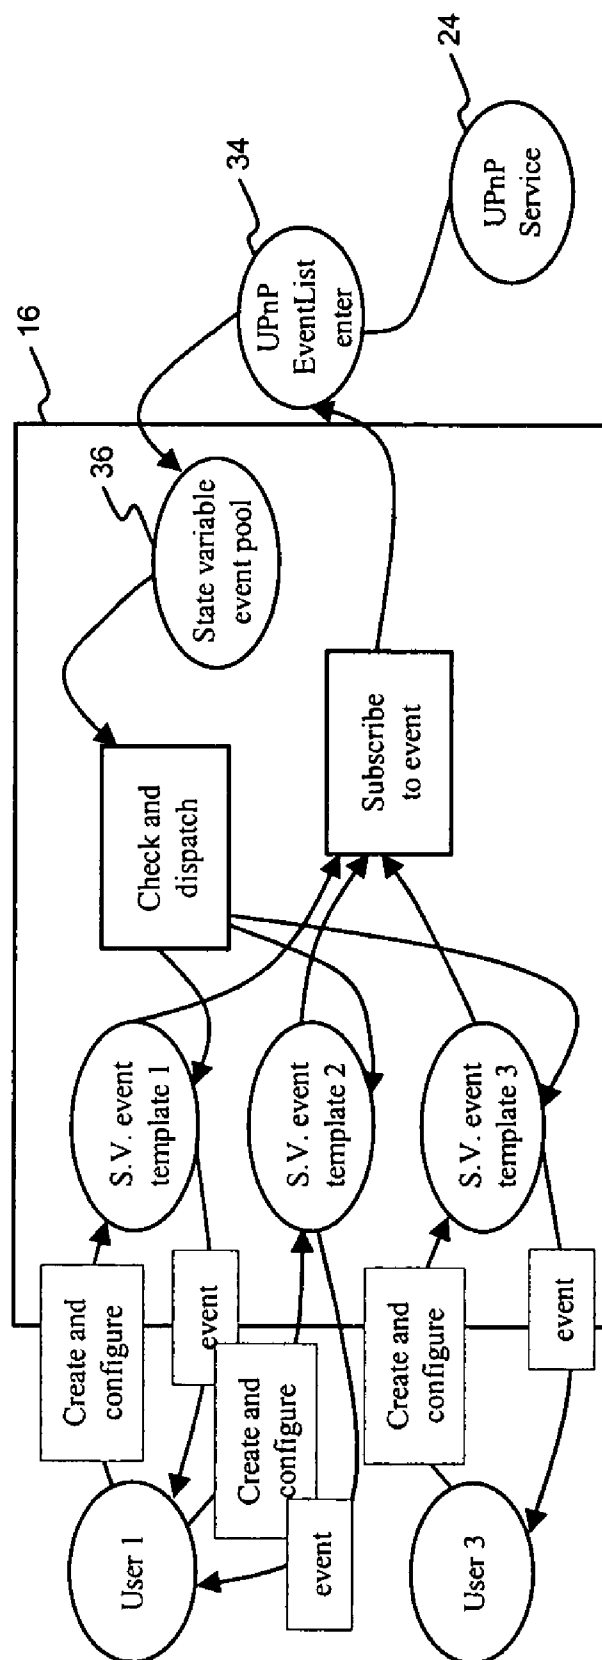 User 1
Create and
configure
event
Create and
configure
event
User 3
Create and
configure
event
S.V. event
template 1
S.V. event
template 2
S.V. event
template 3
Check and
dispatch
Subscribe
to event
State variable
event pool
36
16
UPnP
EventList
enter
34
UPnP
Service
24